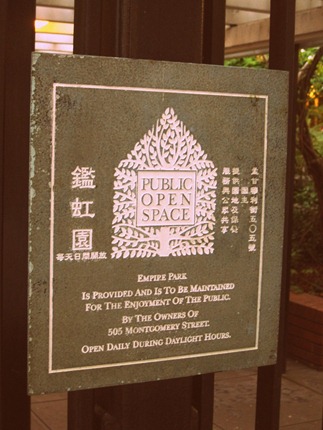 鑑虹園
每天日間開放
PUBLIC
OPEN
SPACE
EMPIRE PARK
IS PROVIDED AND IS TO BE MAINTAINED
FOR THE ENJOYMENT OF THE PUBLIC.
BY THE OWNERS OF
505 MONTGOMERY STREET.
OPEN DAILY DURING DAYLIGHT HOURS.